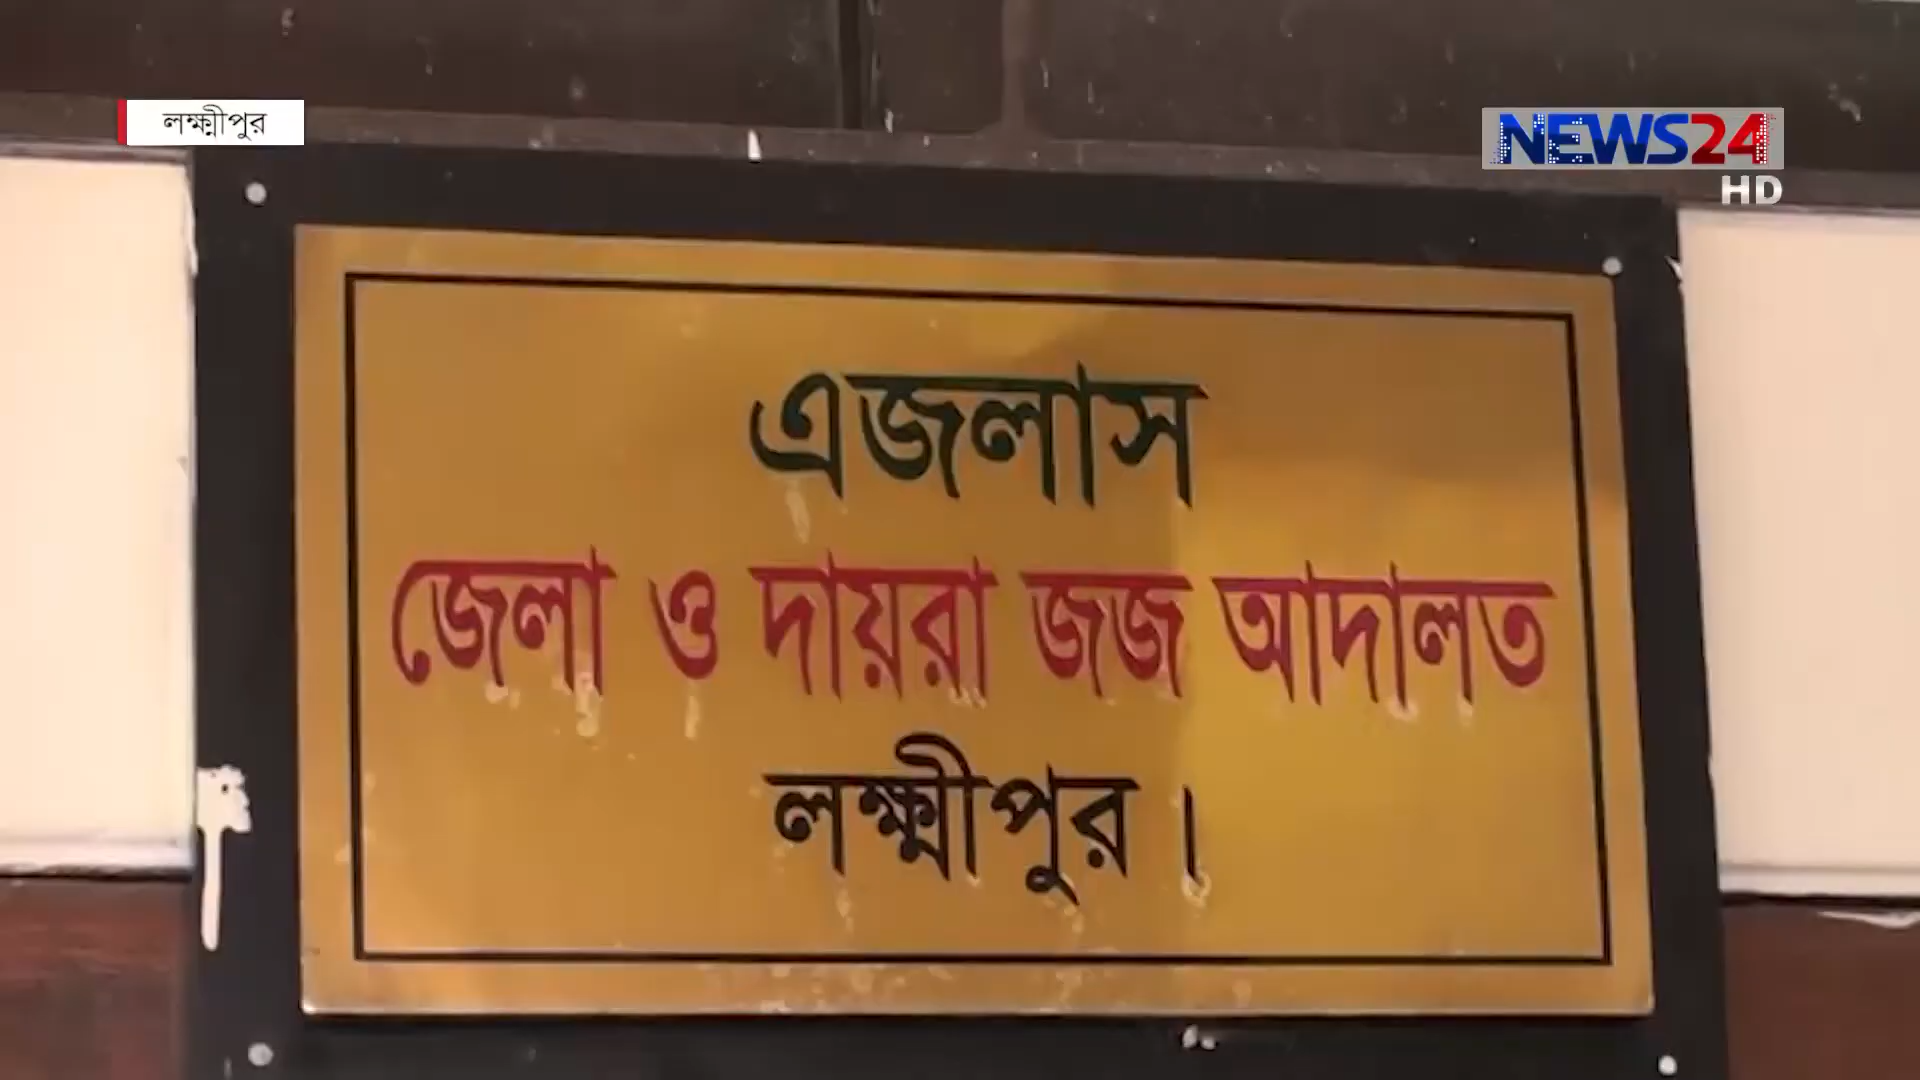 লক্ষ্মীপুর
NEWS24
HD
এজলাস
জেলা ও দায়রা জজ আদালত
লক্ষ্মীপুর।